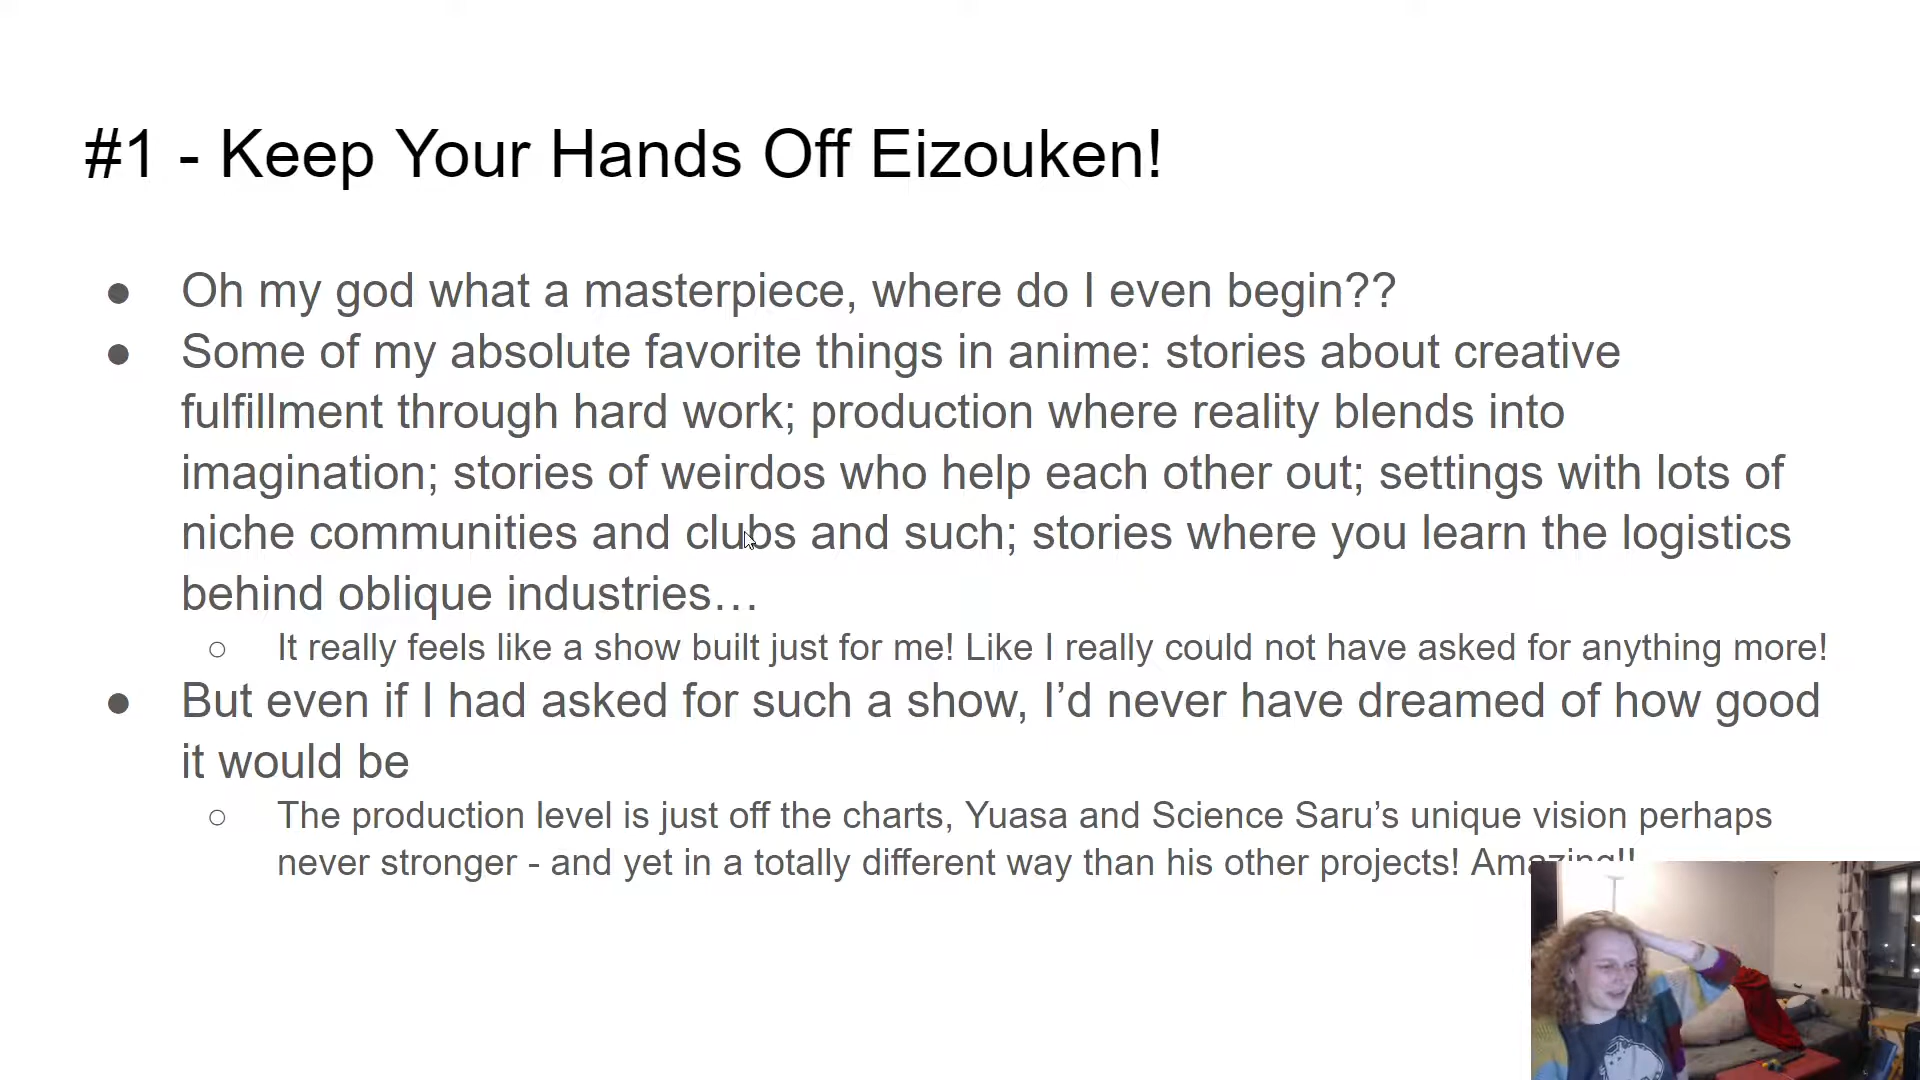 #1 - Keep Your Hands Off Eizouken!
● Oh my god what a masterpiece, where do I even begin??
● Some of my absolute favorite things in anime: stories about creative
fulfillment through hard work; production where reality blends into
imagination; stories of weirdos who help each other out; settings with lots of
niche communities and clubs and such; stories where you learn the logistics
behind oblique industries…
○ It really feels like a show built just for me! Like I really could not have asked for anything more!
● But even if I had asked for such a show, I’d never have dreamed of how good
it would be
○ The production level is just off the charts, Yuasa and Science Saru’s unique vision perhaps
never stronger - and yet in a totally different way than his other projects! Amazing!!